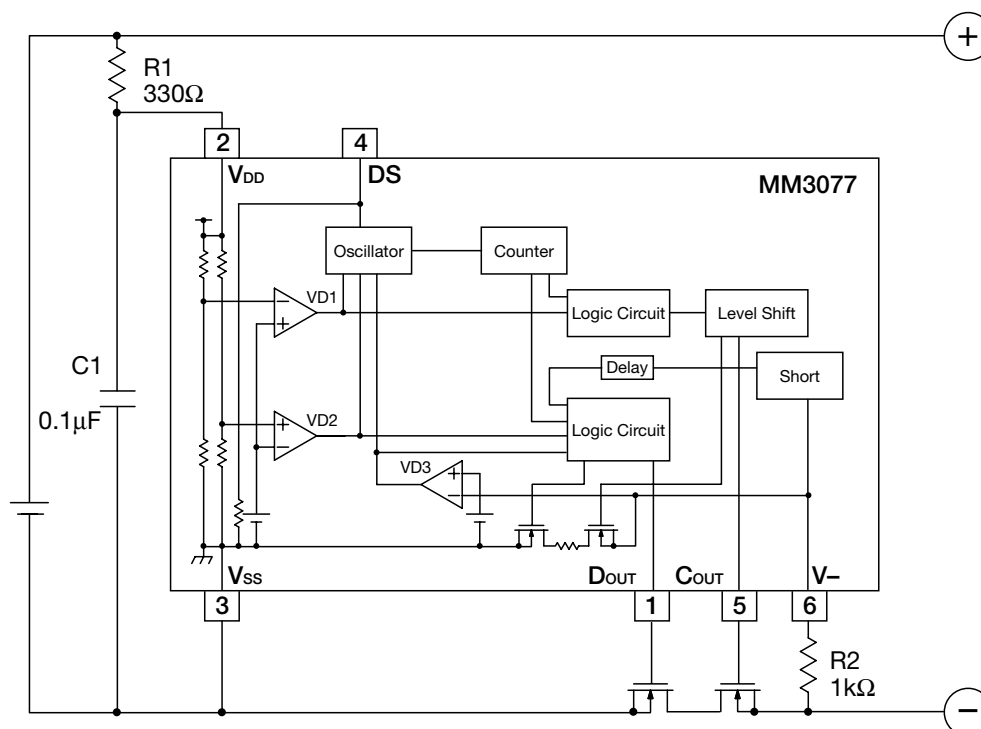 +
R1
330Ω
2
4
VDD
DS
MM3077
Oscillator
Counter
VD1
−
+
Logic Circuit
Level Shift
C1
0.1μF
Delay
Short
VD2
+
−
Logic Circuit
VD3
+
−
VSS
DOUT
COUT
V−
3
1
5
6
R2
1kΩ
−